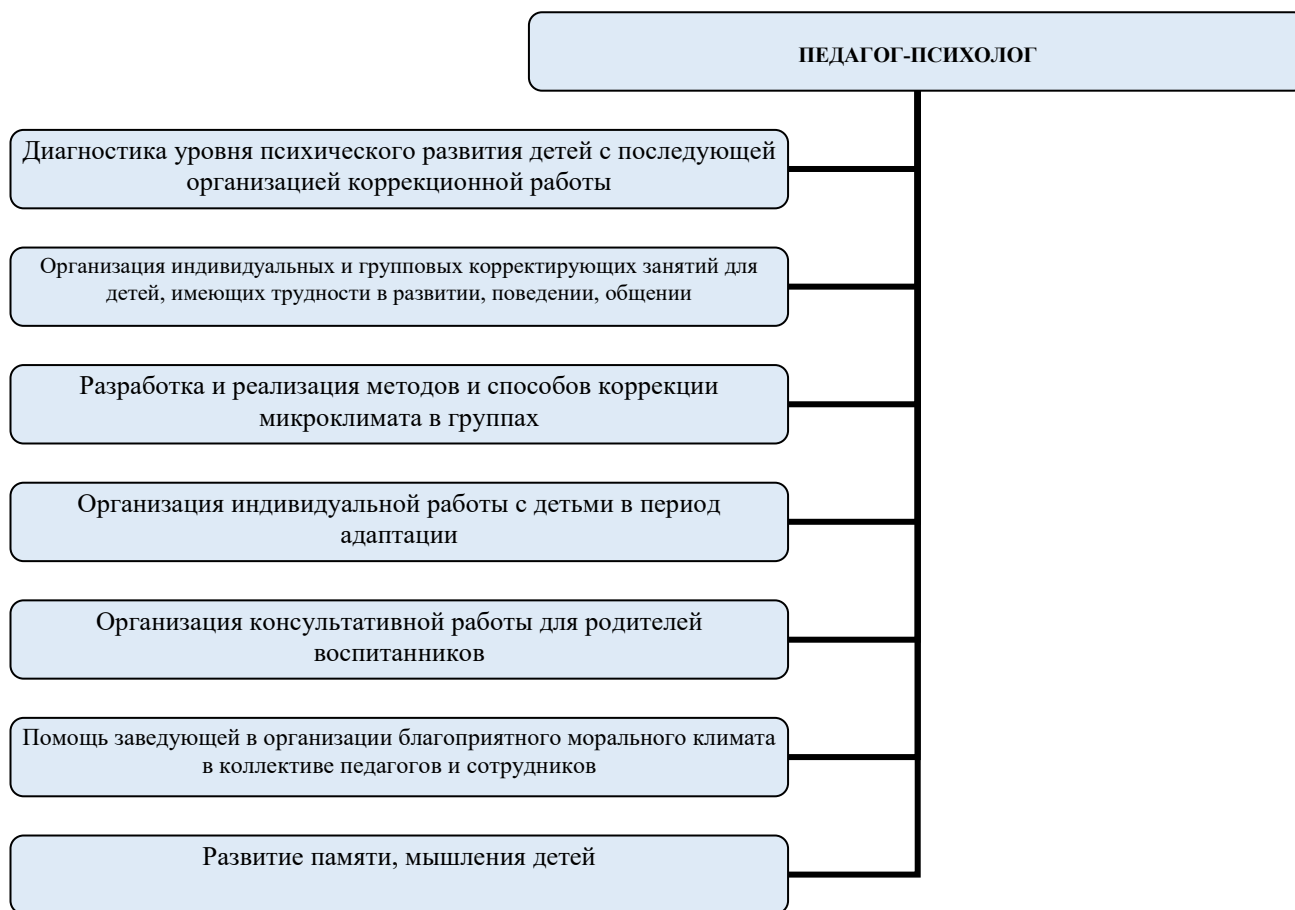 ПЕДАГОГ-ПСИХОЛОГ
Диагностика уровня психического развития детей с последующей
организацией коррекционной работы
Организация индивидуальных и групповых корректирующих занятий для
детей, имеющих трудности в развитии, поведении, общении
Разработка и реализация методов и способов коррекции
микроклимата в группах
Организация индивидуальной работы с детьми в период
адаптации
Организация консультативной работы для родителей
воспитанников
Помощь заведующей в организации благоприятного морального климата
в коллективе педагогов и сотрудников
Развитие памяти, мышления детей